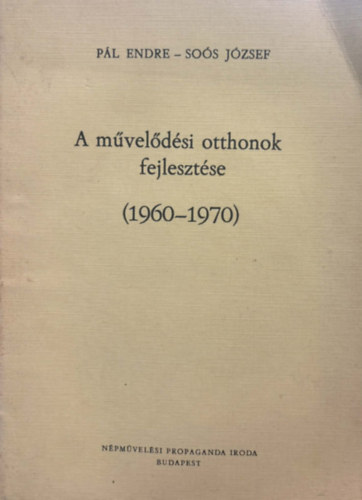 PÁL ENDRE – SOÓS JÓZSEF
A művelődési otthonok
fejlesztése
(1960–1970)
NÉPMŰVELÉSI PROPAGANDA IRODA
BUDAPEST